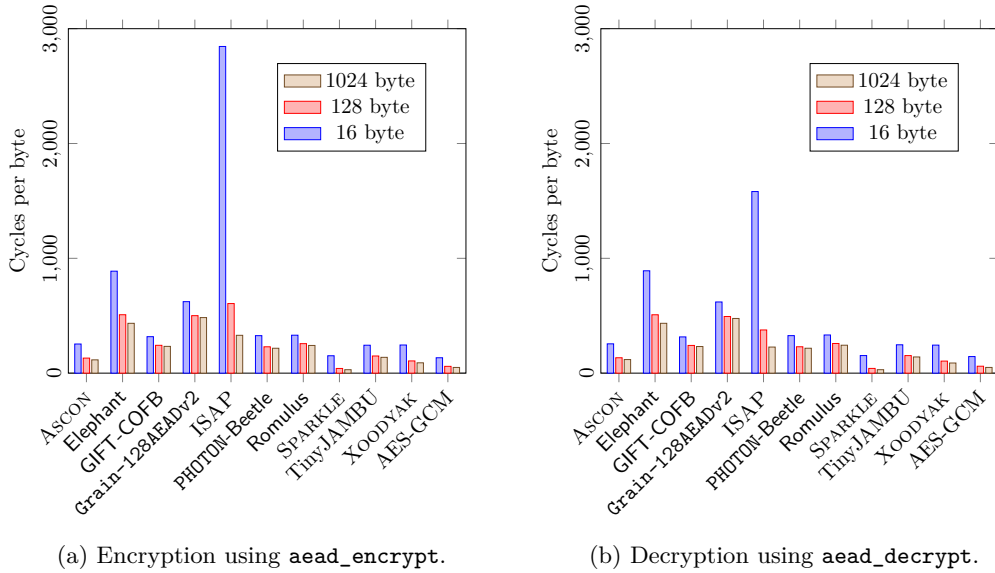 3,000
2,000
1,000
0
Cycles per byte
1024 byte
128 byte
16 byte
ASCON
Elephant
GIFT-COFB
Grain-128AEADv2
ISAP
PHOTON-Beetle
Romulus
SPARKLE
TinyJAMBU
XOODYAK
AES-GCM
(a) Encryption using aead_encrypt.
3,000
2,000
1,000
0
Cycles per byte
1024 byte
128 byte
16 byte
ASCON
Elephant
GIFT-COFB
Grain-128AEADv2
ISAP
PHOTON-Beetle
Romulus
SPARKLE
TinyJAMBU
XOODYAK
AES-GCM
(b) Decryption using aead_decrypt.